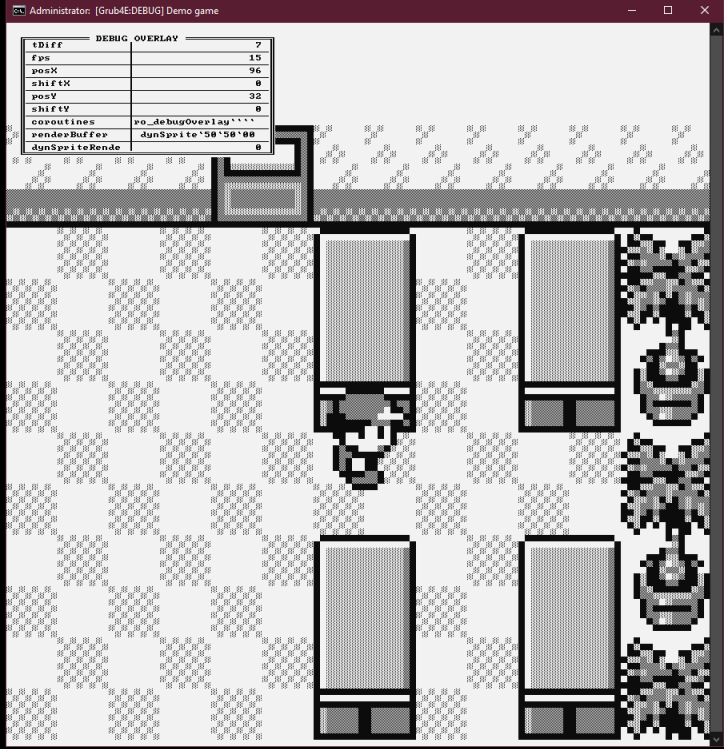 Administrator: [Grub4E:DEBUG] Demo game
DEBUG OVERLAY
tDiff 7
fps 15
posX 96
shiftX 0
posY 32
shiftY 0
coroutines ro_debugOverlay````
renderBuffer dynSprite`50`50`00
dynSpriteRende 0